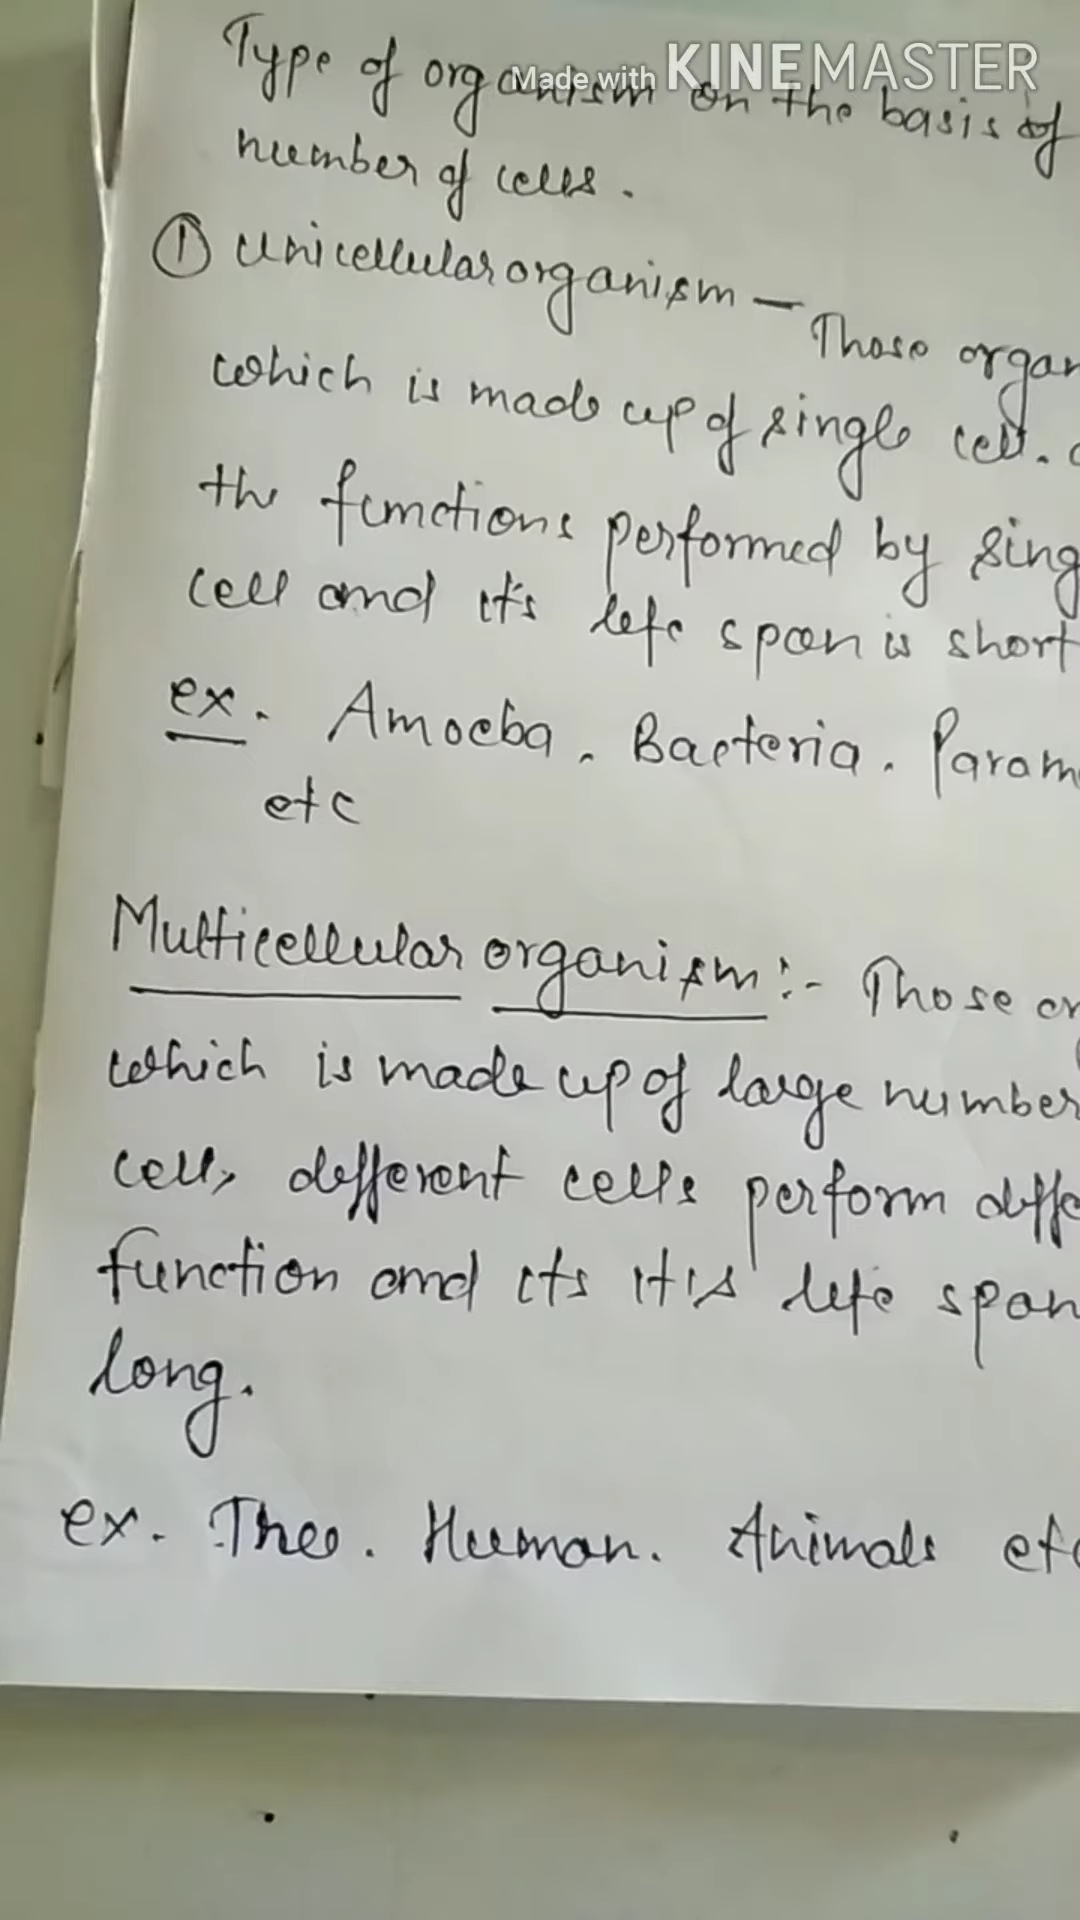 Made with KINEMASTER
Type of organism on the basis of
number of cells.
① Unicellular organism — Those organ
which is made up of single cell.
the functions performed by sing
cell and it's life span is short
ex. Amoeba. Bacteria. Param
etc
Multicellular organism :- Those or
which is made up of large number
cell, different cells perform diffe
function and its it is life span
long.
ex. Tree. Human. Animals etc